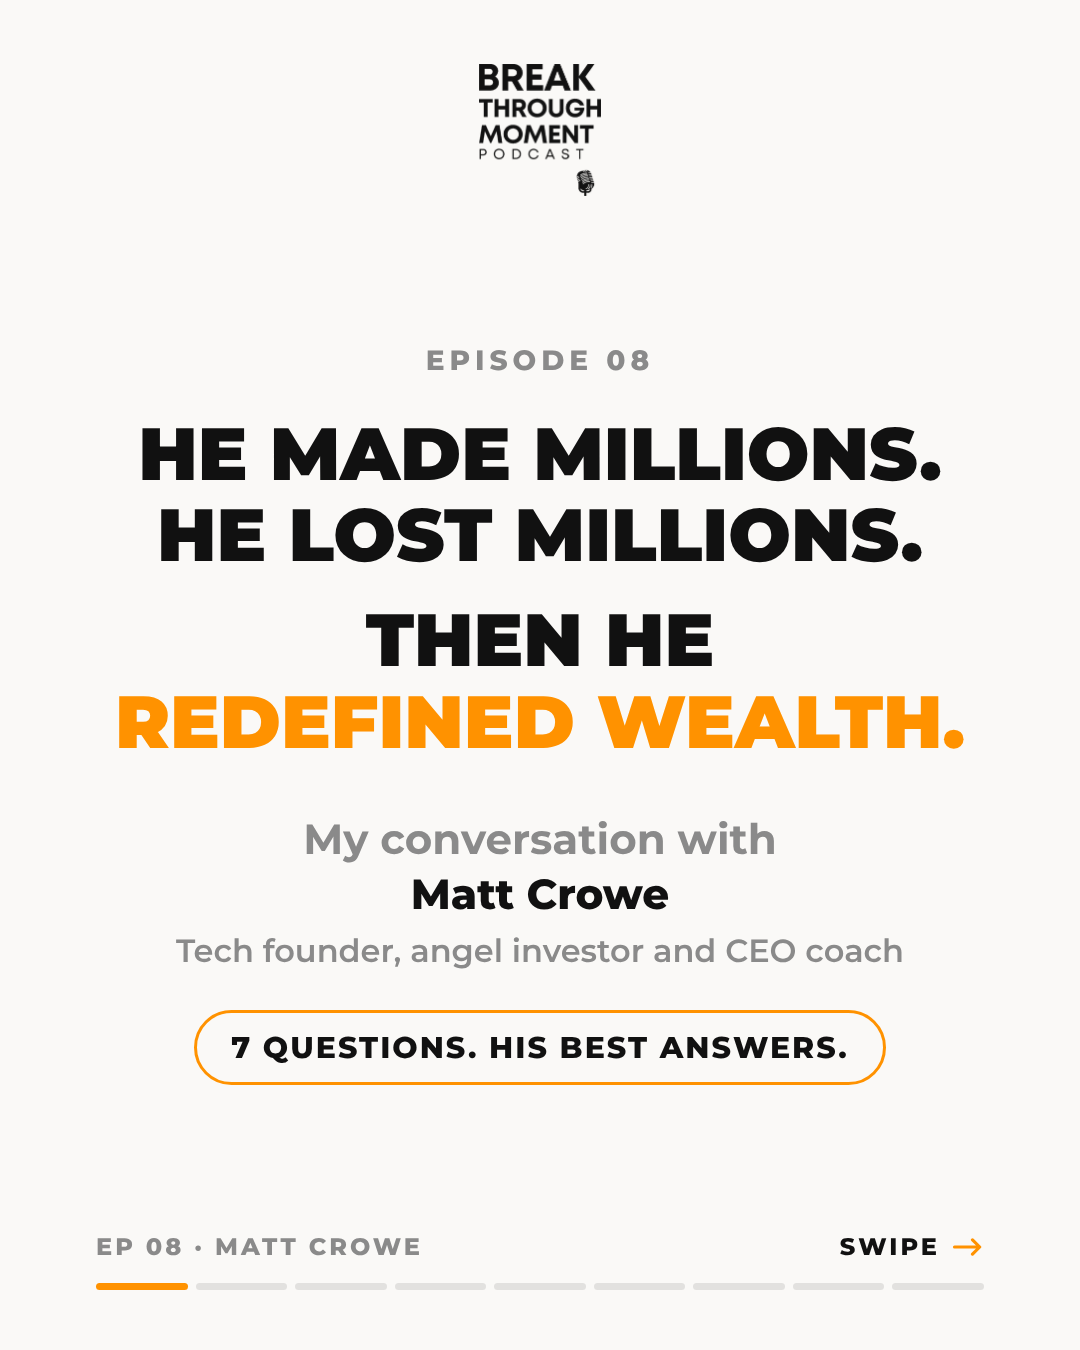 BREAK
THROUGH
MOMENT
PODCAST
EPISODE 08
HE MADE MILLIONS.
HE LOST MILLIONS.
THEN HE
REDEFINED WEALTH.
My conversation with
Matt Crowe
Tech founder, angel investor and CEO coach
7 QUESTIONS. HIS BEST ANSWERS.
EP 08 · MATT CROWE
SWIPE →